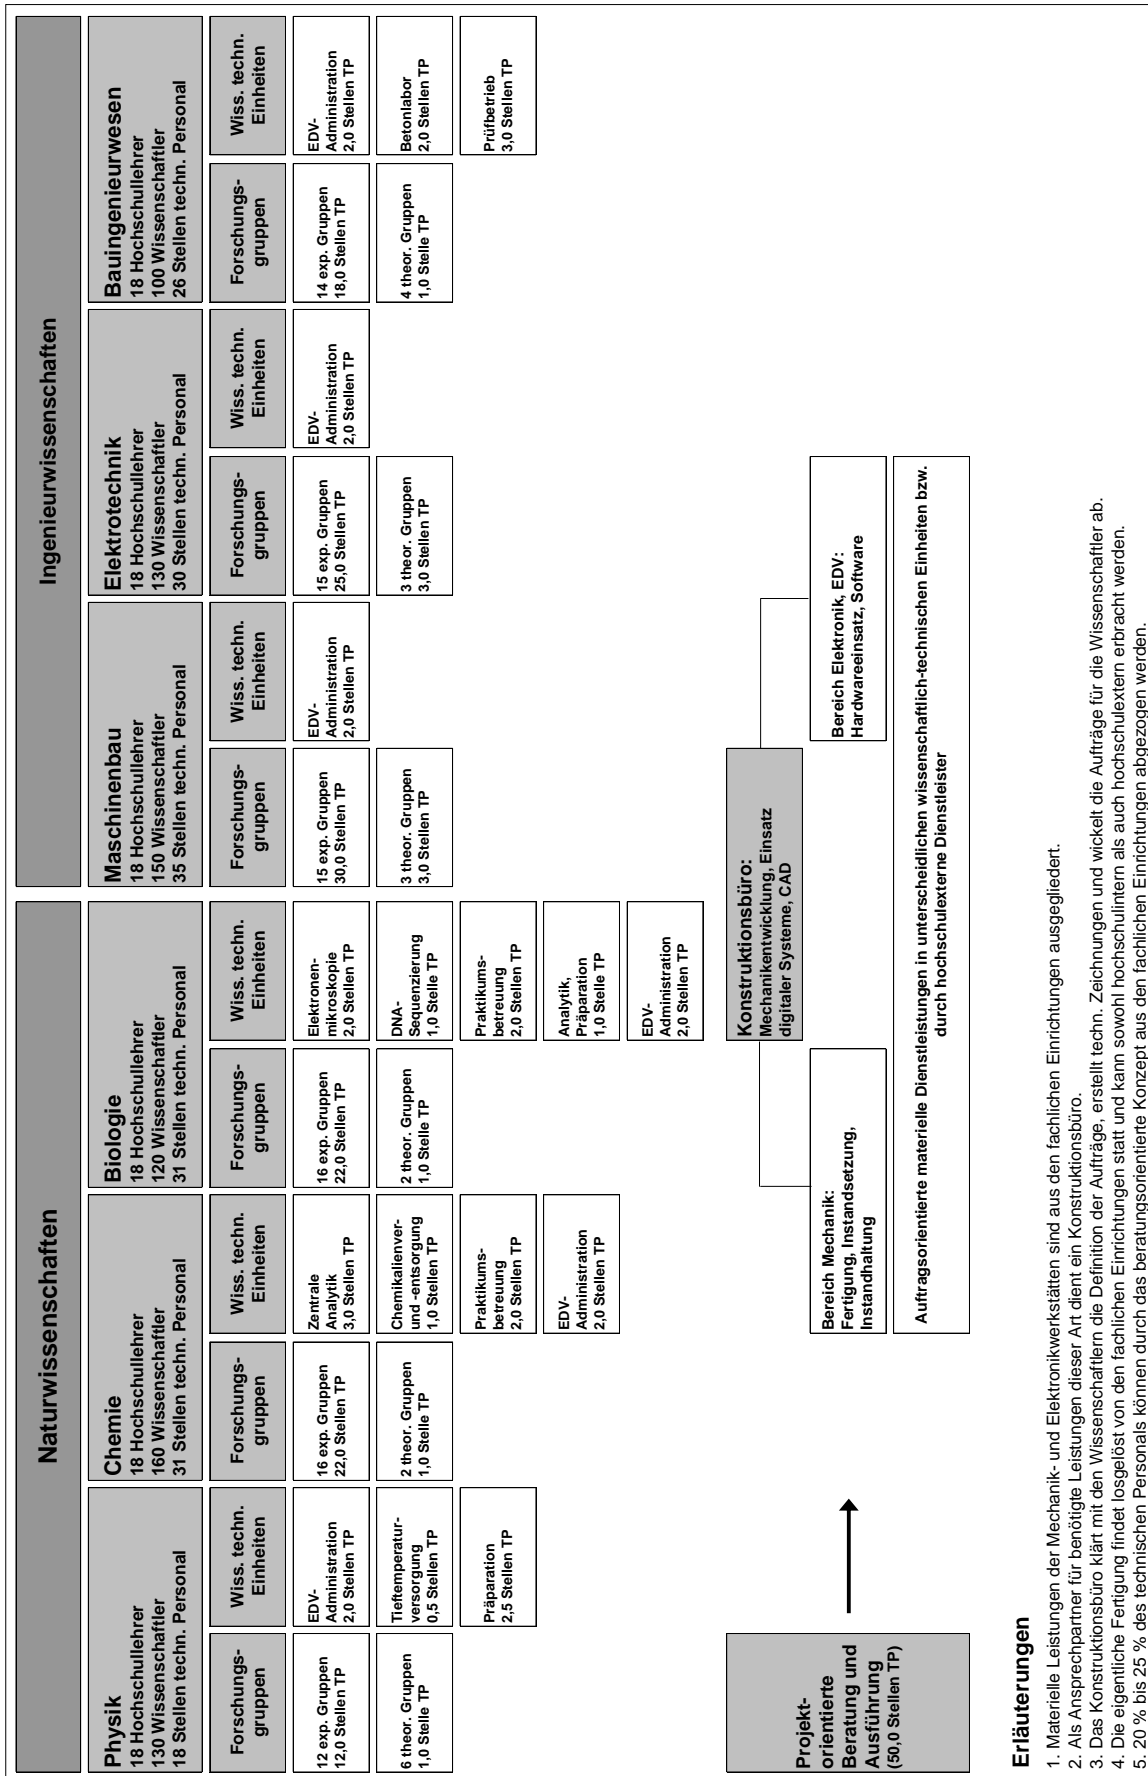 Naturwissenschaften
Ingenieurwissenschaften
Physik
18 Hochschullehrer
130 Wissenschaftler
18 Stellen techn. Personal
Chemie
18 Hochschullehrer
160 Wissenschaftler
31 Stellen techn. Personal
Biologie
18 Hochschullehrer
120 Wissenschaftler
31 Stellen techn. Personal
Maschinenbau
18 Hochschullehrer
150 Wissenschaftler
35 Stellen techn. Personal
Elektrotechnik
18 Hochschullehrer
130 Wissenschaftler
30 Stellen techn. Personal
Bauingenieurwesen
18 Hochschullehrer
100 Wissenschaftler
26 Stellen techn. Personal
Forschungs-
gruppen
Wiss. techn.
Einheiten
Forschungs-
gruppen
Wiss. techn.
Einheiten
Forschungs-
gruppen
Wiss. techn.
Einheiten
Forschungs-
gruppen
Wiss. techn.
Einheiten
Forschungs-
gruppen
Wiss. techn.
Einheiten
Forschungs-
gruppen
Wiss. techn.
Einheiten
12 exp. Gruppen
12,0 Stellen TP
EDV-
Administration
2,0 Stellen TP
16 exp. Gruppen
22,0 Stellen TP
Zentrale
Analytik
3,0 Stellen TP
16 exp. Gruppen
22,0 Stellen TP
Elektronen-
mikroskopie
2,0 Stellen TP
15 exp. Gruppen
30,0 Stellen TP
EDV-
Administration
2,0 Stellen TP
15 exp. Gruppen
25,0 Stellen TP
EDV-
Administration
2,0 Stellen TP
14 exp. Gruppen
18,0 Stellen TP
EDV-
Administration
2,0 Stellen TP
6 theor. Gruppen
1,0 Stelle TP
Tieftemperatur-
versorgung
0,5 Stellen TP
2 theor. Gruppen
1,0 Stelle TP
Chemikalienver-
und -entsorgung
1,0 Stellen TP
2 theor. Gruppen
1,0 Stelle TP
DNA-
Sequenzierung
1,0 Stelle TP
3 theor. Gruppen
3,0 Stellen TP
3 theor. Gruppen
3,0 Stellen TP
4 theor. Gruppen
1,0 Stelle TP
Betonlabor
2,0 Stellen TP
Präparation
2,5 Stellen TP
Praktikums-
betreuung
2,0 Stellen TP
Praktikums-
betreuung
2,0 Stellen TP
Prüfbetrieb
3,0 Stellen TP
EDV-
Administration
2,0 Stellen TP
Analytik,
Präparation
1,0 Stelle TP
EDV-
Administration
2,0 Stellen TP
Projekt-
orientierte
Beratung und
Ausführung
(50,0 Stellen TP)
Konstruktionsbüro:
Mechanikentwicklung, Einsatz
digitaler Systeme, CAD
Bereich Mechanik:
Fertigung, Instandsetzung,
Instandhaltung
Bereich Elektronik, EDV:
Hardwareeinsatz, Software
Auftragsorientierte materielle Dienstleistungen in unterscheidlichen wissenschaftlich-technischen Einheiten bzw.
durch hochschulexterne Dienstleister
Erläuterungen
1. Materielle Leistungen der Mechanik- und Elektronikwerkstätten sind aus den fachlichen Einrichtungen ausgegliedert.
2. Als Ansprechpartner für benötigte Leistungen dieser Art dient ein Konstruktionsbüro.
3. Das Konstruktionsbüro klärt mit den Wissenschaftlern die Definition der Aufträge, erstellt techn. Zeichnungen und wickelt die Aufträge für die Wissenschaftler ab.
4. Die eigentliche Fertigung findet losgelöst von den fachlichen Einrichtungen statt und kann sowohl hochschulintern als auch hochschulextern erbracht werden.
5. 20 % bis 25 % des technischen Personals können durch das beratungsorientierte Konzept aus den fachlichen Einrichtungen abgezogen werden.